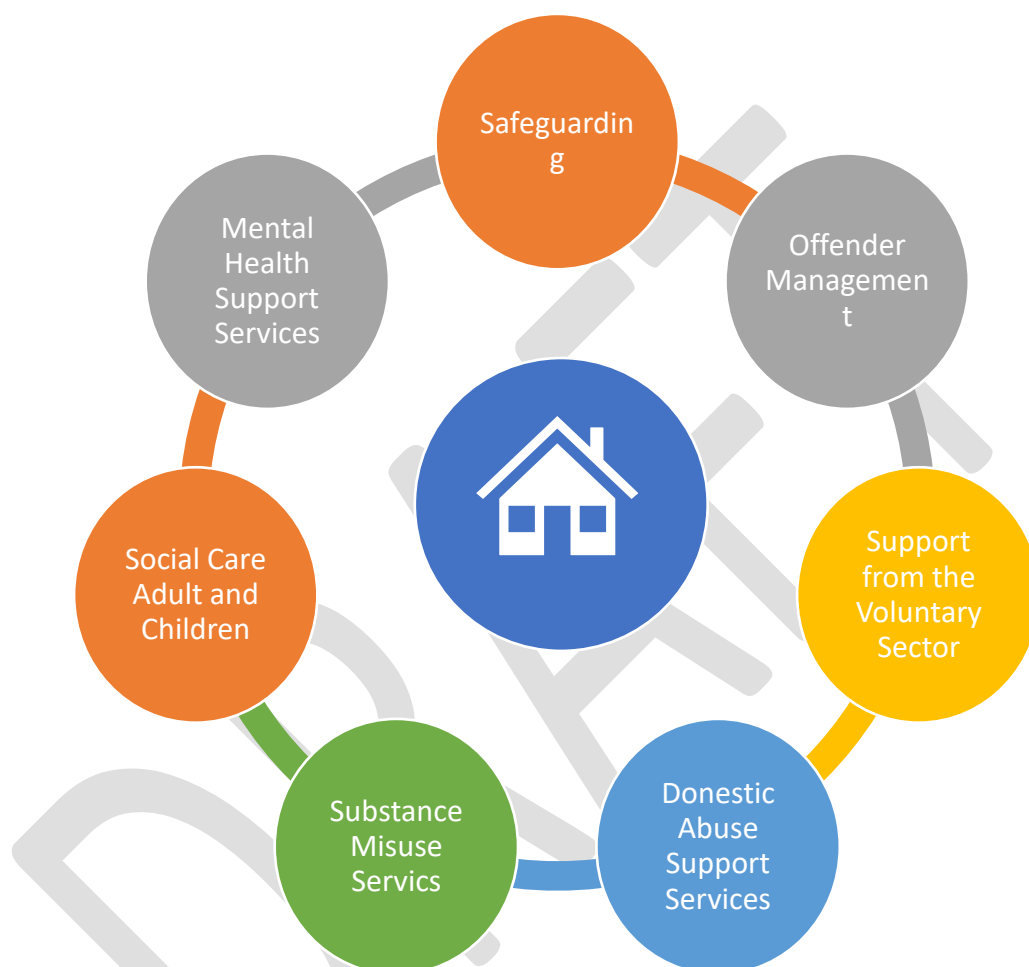 Safeguardin
g
Offender
Managemen
t
Support
from the
Voluntary
Sector
Donestic
Abuse
Support
Services
Substance
Misuse
Servics
Social Care
Adult and
Children
Mental
Health
Support
Services
DRAFT